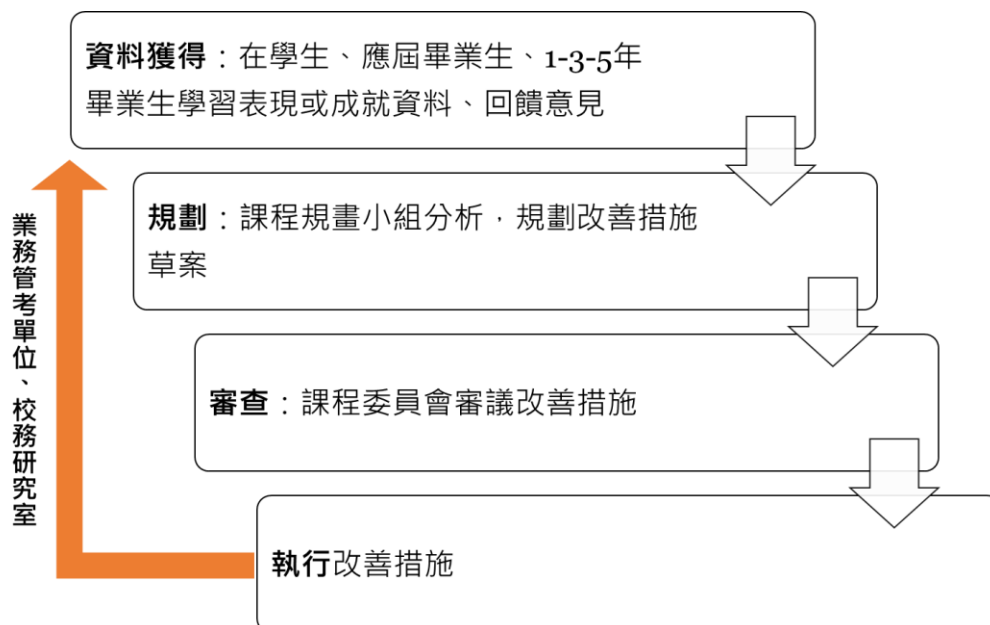 資料獲得：在學生、應屆畢業生、1-3-5年
畢業生學習表現或成就資料、回饋意見
規劃：課程規畫小組分析，規劃改善措施
草案
審查：課程委員會審議改善措施
執行改善措施
業務管考單位、校務研究室